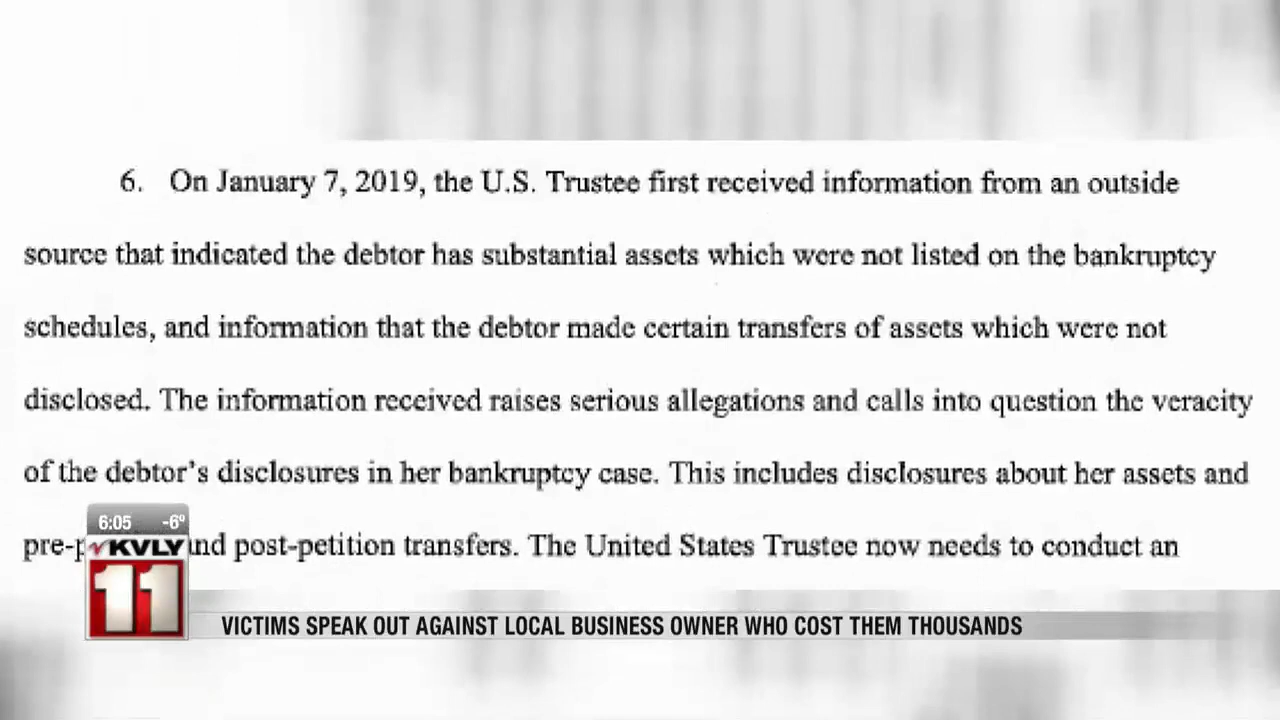 6. On January 7, 2019, the U.S. Trustee first received information from an outside
source that indicated the debtor has substantial assets which were not listed on the bankruptcy
schedules, and information that the debtor made certain transfers of assets which were not
disclosed. The information received raises serious allegations and calls into question the veracity
of the debtor's disclosures in her bankruptcy case. This includes disclosures about her assets and
and post-petition transfers. The United States Trustee now needs to conduct an
6:05 -6°
KVLY
11
VICTIMS SPEAK OUT AGAINST LOCAL BUSINESS OWNER WHO COST THEM THOUSANDS